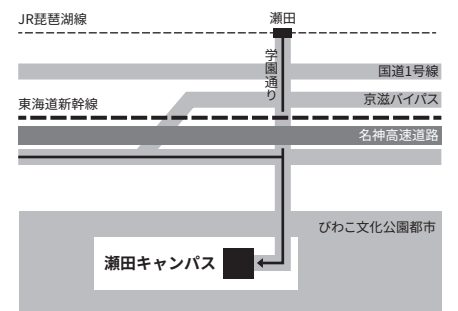 JR琵琶湖線
瀬田
学園通り
国道1号線
京滋バイパス
東海道新幹線
名神高速道路
びわこ文化公園都市
瀬田キャンパス